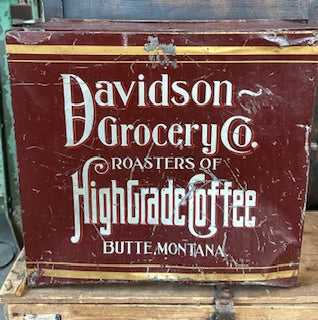 Davidson
Grocery Co.
ROASTERS OF
High Grade Coffee
BUTTE, MONTANA